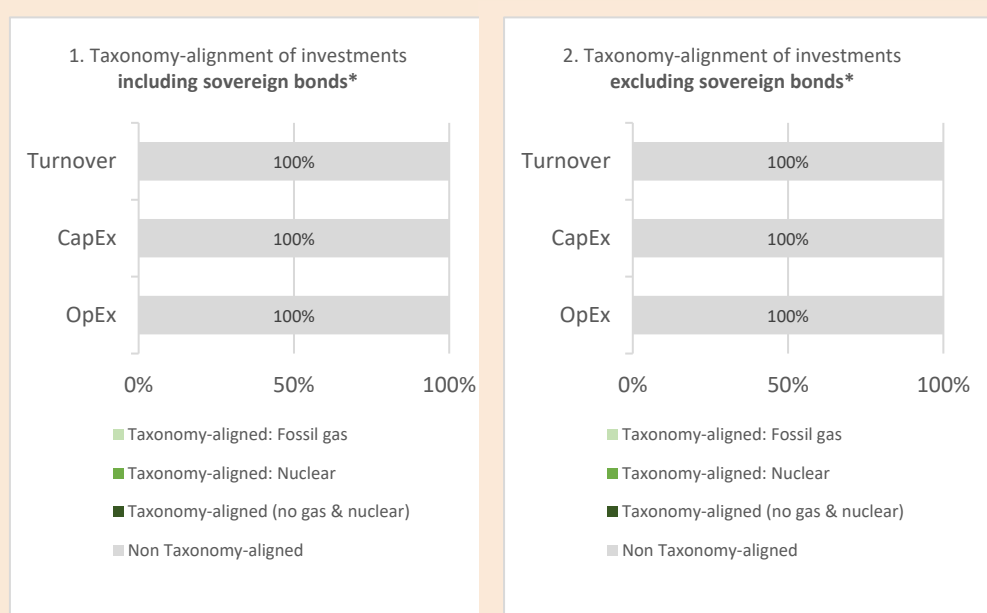 1. Taxonomy-alignment of investments
including sovereign bonds*
Turnover
100%
CapEx
100%
OpEx
100%
0%
50%
100%
Taxonomy-aligned: Fossil gas
Taxonomy-aligned: Nuclear
Taxonomy-aligned (no gas & nuclear)
Non Taxonomy-aligned
2. Taxonomy-alignment of investments
excluding sovereign bonds*
Turnover
100%
CapEx
100%
OpEx
100%
0%
50%
100%
Taxonomy-aligned: Fossil gas
Taxonomy-aligned: Nuclear
Taxonomy-aligned (no gas & nuclear)
Non Taxonomy-aligned